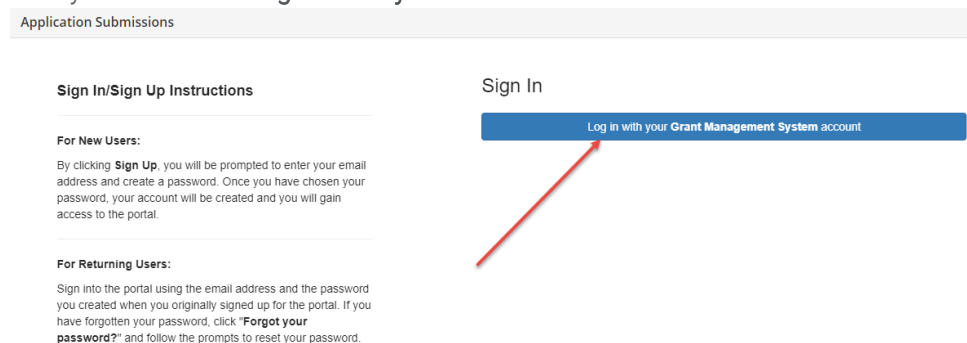 Application Submissions
Sign In/Sign Up Instructions
For New Users:
By clicking Sign Up, you will be prompted to enter your email
address and create a password. Once you have chosen your
password, your account will be created and you will gain
access to the portal.
For Returning Users:
Sign into the portal using the email address and the password
you created when you originally signed up for the portal. If you
have forgotten your password, click "Forgot your
password?" and follow the prompts to reset your password.
Sign In
Log in with your Grant Management System account